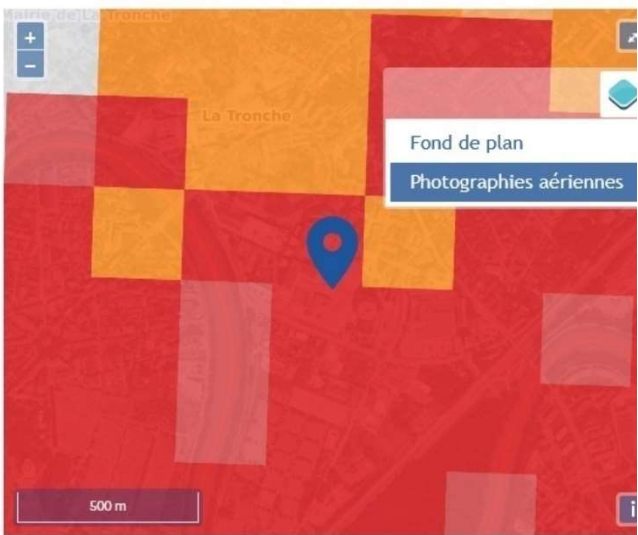 Mairie de La Tronche
+
−
La Tronche
Fond de plan
Photographies aériennes
500 m
i